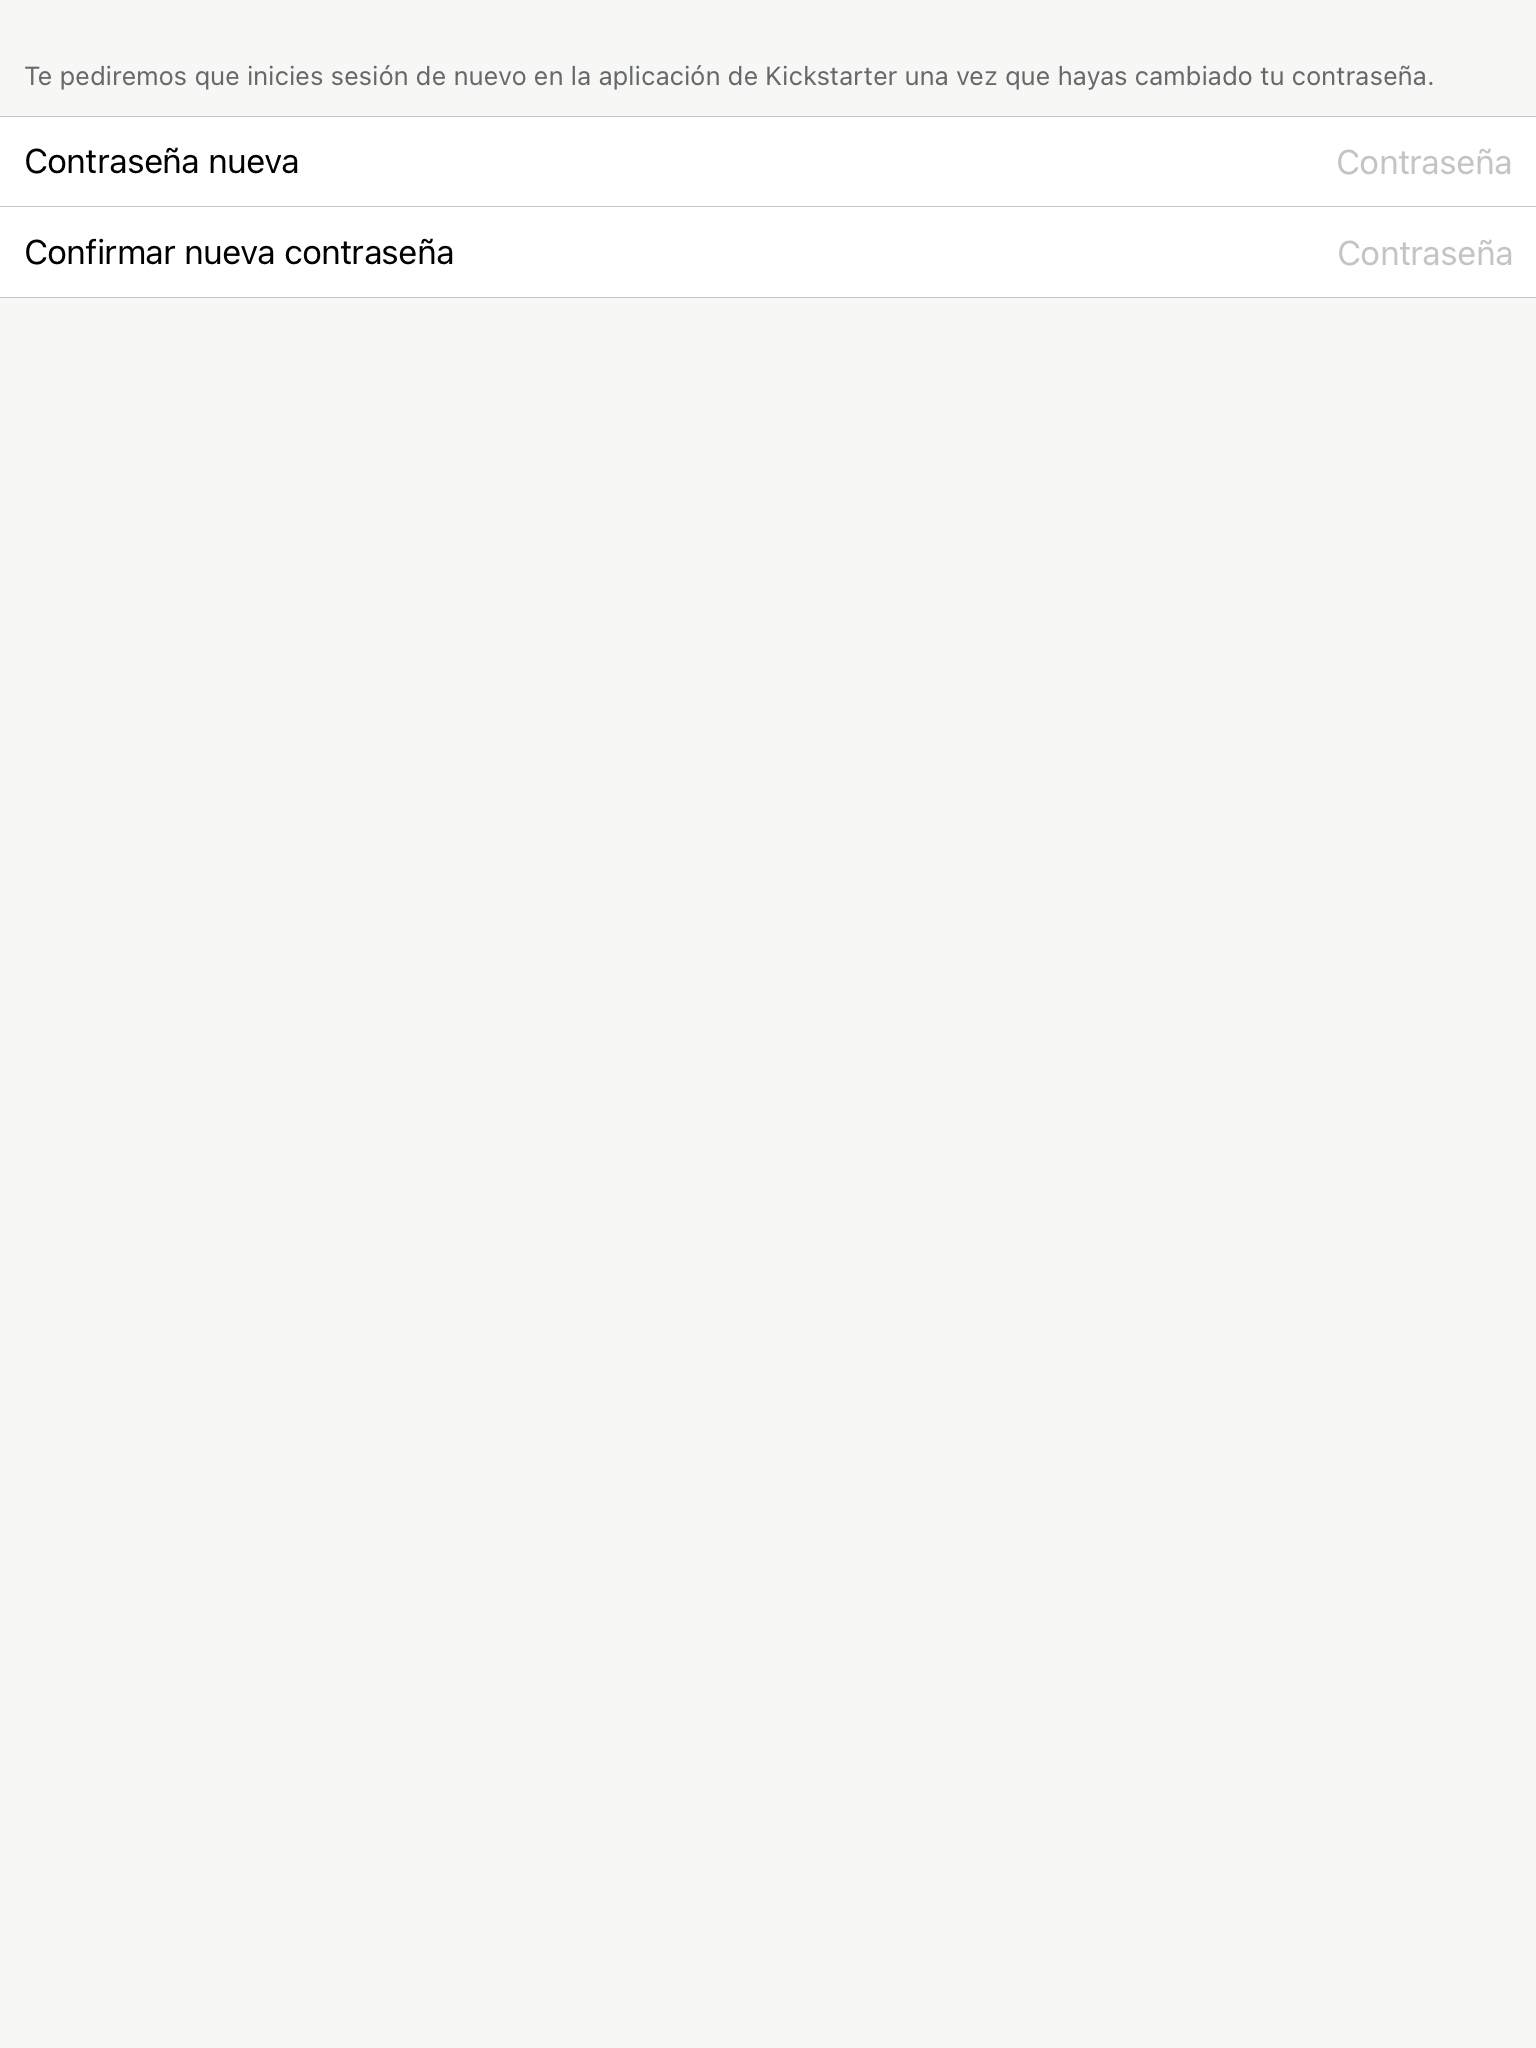 Te pediremos que inicies sesión de nuevo en la aplicación de Kickstarter una vez que hayas cambiado tu contraseña.
Contraseña nueva Contraseña
Confirmar nueva contraseña Contraseña